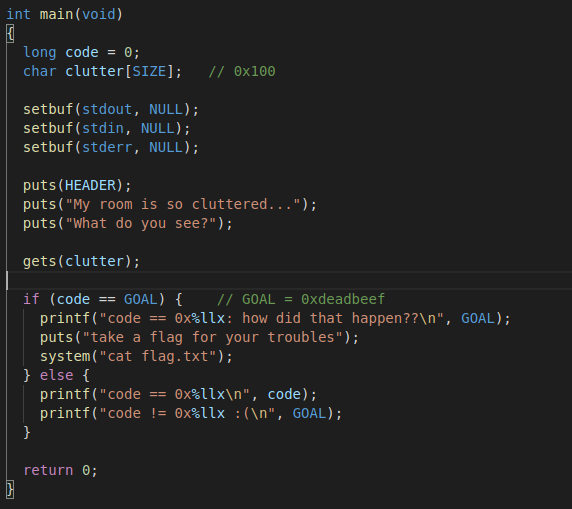 int main(void)
{
  long code = 0;
  char clutter[SIZE];   // 0x100
  setbuf(stdout, NULL);
  setbuf(stdin, NULL);
  setbuf(stderr, NULL);
  puts(HEADER);
  puts("My room is so cluttered...");
  puts("What do you see?");
  gets(clutter);
  if (code == GOAL) {    // GOAL = 0xdeadbeef
    printf("code == 0x%llx: how did that happen??\n", GOAL);
    puts("take a flag for your troubles");
    system("cat flag.txt");
  } else {
    printf("code == 0x%llx\n", code);
    printf("code != 0x%llx :(\n", GOAL);
  }
  return 0;
}